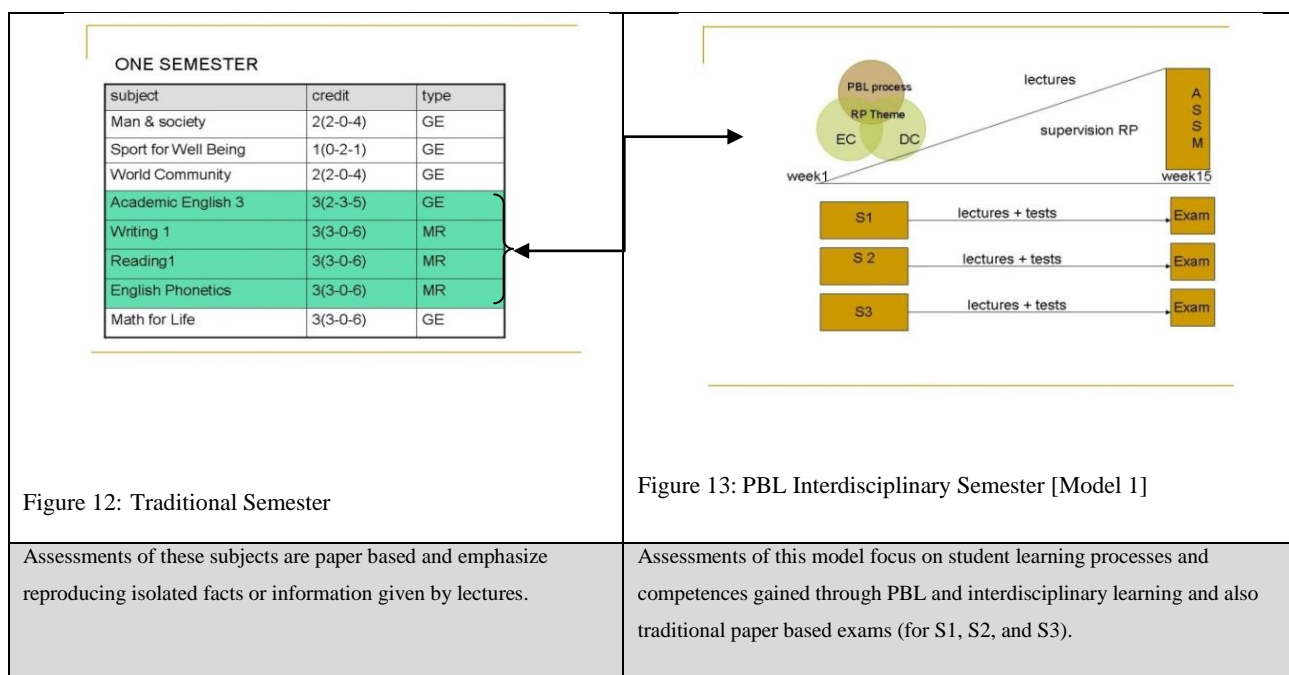 ONE SEMESTER
subject credit type
Man & society 2(2-0-4) GE
Sport for Well Being 1(0-2-1) GE
World Community 2(2-0-4) GE
Academic English 3 3(2-3-5) GE
Writing 1 3(3-0-6) MR
Reading1 3(3-0-6) MR
English Phonetics 3(3-0-6) MR
Math for Life 3(3-0-6) GE
Figure 12: Traditional Semester
PBL process
RP Theme
EC DC
lectures
supervision RP
A
S
S
M
week1 week15
S1 lectures + tests Exam
S 2 lectures + tests Exam
S3 lectures + tests Exam
Figure 13: PBL Interdisciplinary Semester [Model 1]
Assessments of these subjects are paper based and emphasize
reproducing isolated facts or information given by lectures.
Assessments of this model focus on student learning processes and
competences gained through PBL and interdisciplinary learning and also
traditional paper based exams (for S1, S2, and S3).